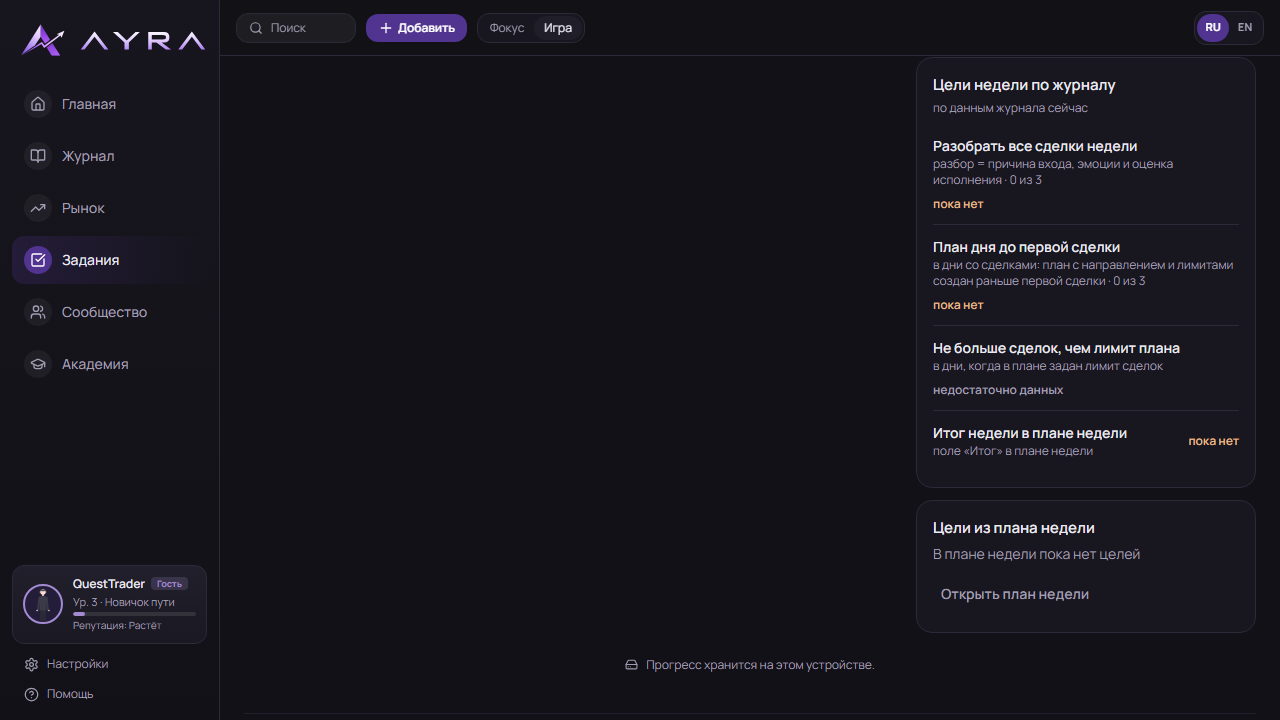 AYRA
Поиск
Добавить
Фокус
Игра
RU
EN
Главная
Журнал
Рынок
Задания
Сообщество
Академия
QuestTrader
Гость
Ур. 3 · Новичок пути
Репутация: Растёт
Настройки
Помощь
Цели недели по журналу
по данным журнала сейчас
Разобрать все сделки недели
разбор = причина входа, эмоции и оценка
исполнения · 0 из 3
пока нет
План дня до первой сделки
в дни со сделками: план с направлением и лимитами
создан раньше первой сделки · 0 из 3
пока нет
Не больше сделок, чем лимит плана
в дни, когда в плане задан лимит сделок
недостаточно данных
Итог недели в плане недели
поле «Итог» в плане недели
пока нет
Цели из плана недели
В плане недели пока нет целей
Открыть план недели
Прогресс хранится на этом устройстве.